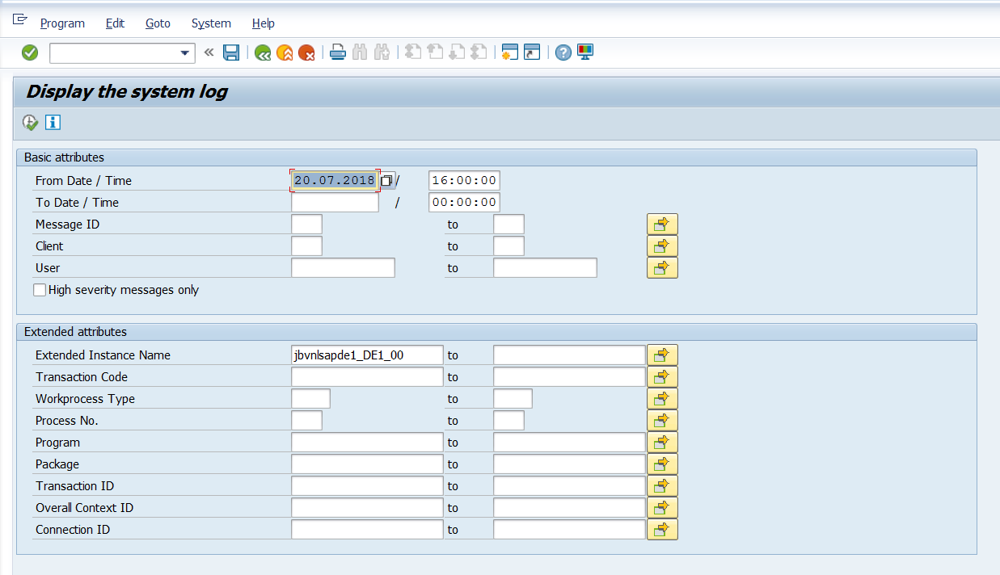 Program Edit Goto System Help
Display the system log
Basic attributes
From Date / Time 20.07.2018 / 16:00:00
To Date / Time / 00:00:00
Message ID to
Client to
User to
High severity messages only
Extended attributes
Extended Instance Name jbvnlsapde1_DE1_00 to
Transaction Code to
Workprocess Type to
Process No. to
Program to
Package to
Transaction ID to
Overall Context ID to
Connection ID to